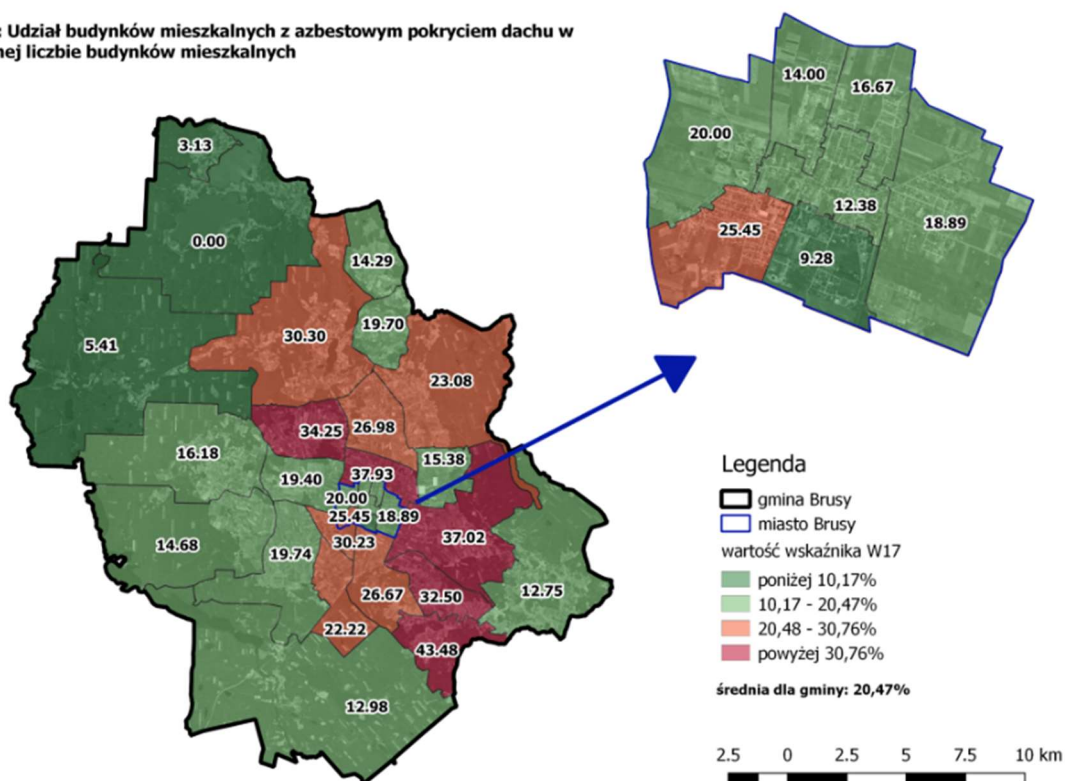 : Udział budynków mieszkalnych z azbestowym pokryciem dachu w
nej liczbie budynków mieszkalnych
14.00
16.67
20.00
12.38
18.89
25.45
9.28
3.13
0.00
14.29
19.70
30.30
5.41
23.08
34.25
26.98
16.18
15.38
19.40
37.93
20.00
25.45
18.89
30.23
37.02
14.68
19.74
26.67
32.50
12.75
22.22
43.48
12.98
Legenda
gmina Brusy
miasto Brusy
wartość wskaźnika W17
poniżej 10,17%
10,17 - 20,47%
20,48 - 30,76%
powyżej 30,76%
średnia dla gminy: 20,47%
2.5 0 2.5 5 7.5 10 km